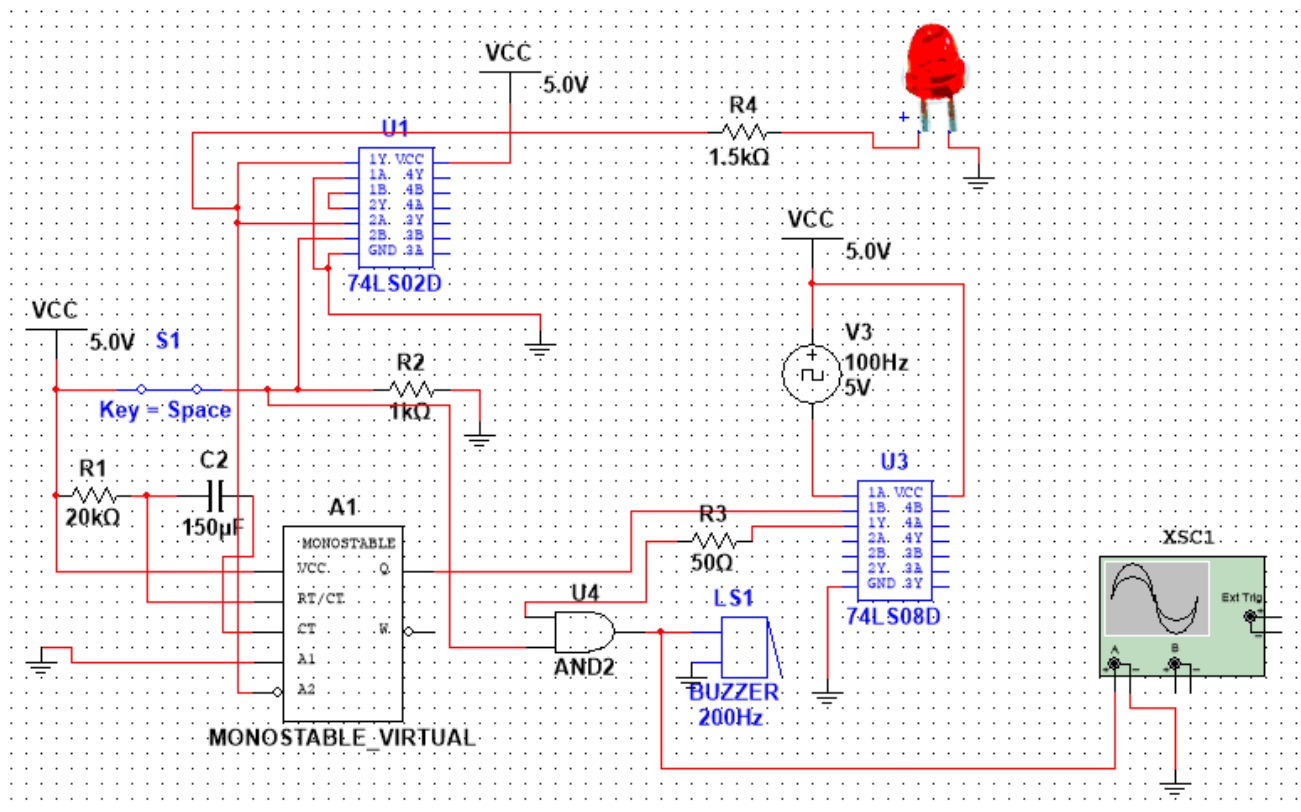 VCC
5.0V
U1
1Y. VCC
1A. 4Y
1B. 4B
2Y. 4A
2A. 3Y
2B. 3B
GND 3A
74LS02D
R4
1.5kΩ
+
VCC
5.0V
V3
+
100Hz
5V
VCC
5.0V
S1
Key = Space
R2
1kΩ
R1
20kΩ
C2
150µF
A1
MONOSTABLE
VCC
Q
RT/CT
CT
W
A1
A2
MONOSTABLE_VIRTUAL
R3
50Ω
U4
AND2
LS1
BUZZER
200Hz
U3
1A. VCC
1B. 4B
1Y 4A
2A. 4Y
2B. 3B
2Y. 3A
GND 3Y
74LS08D
XSC1
Ext Trig
+
−
A
B
+ −
+ −